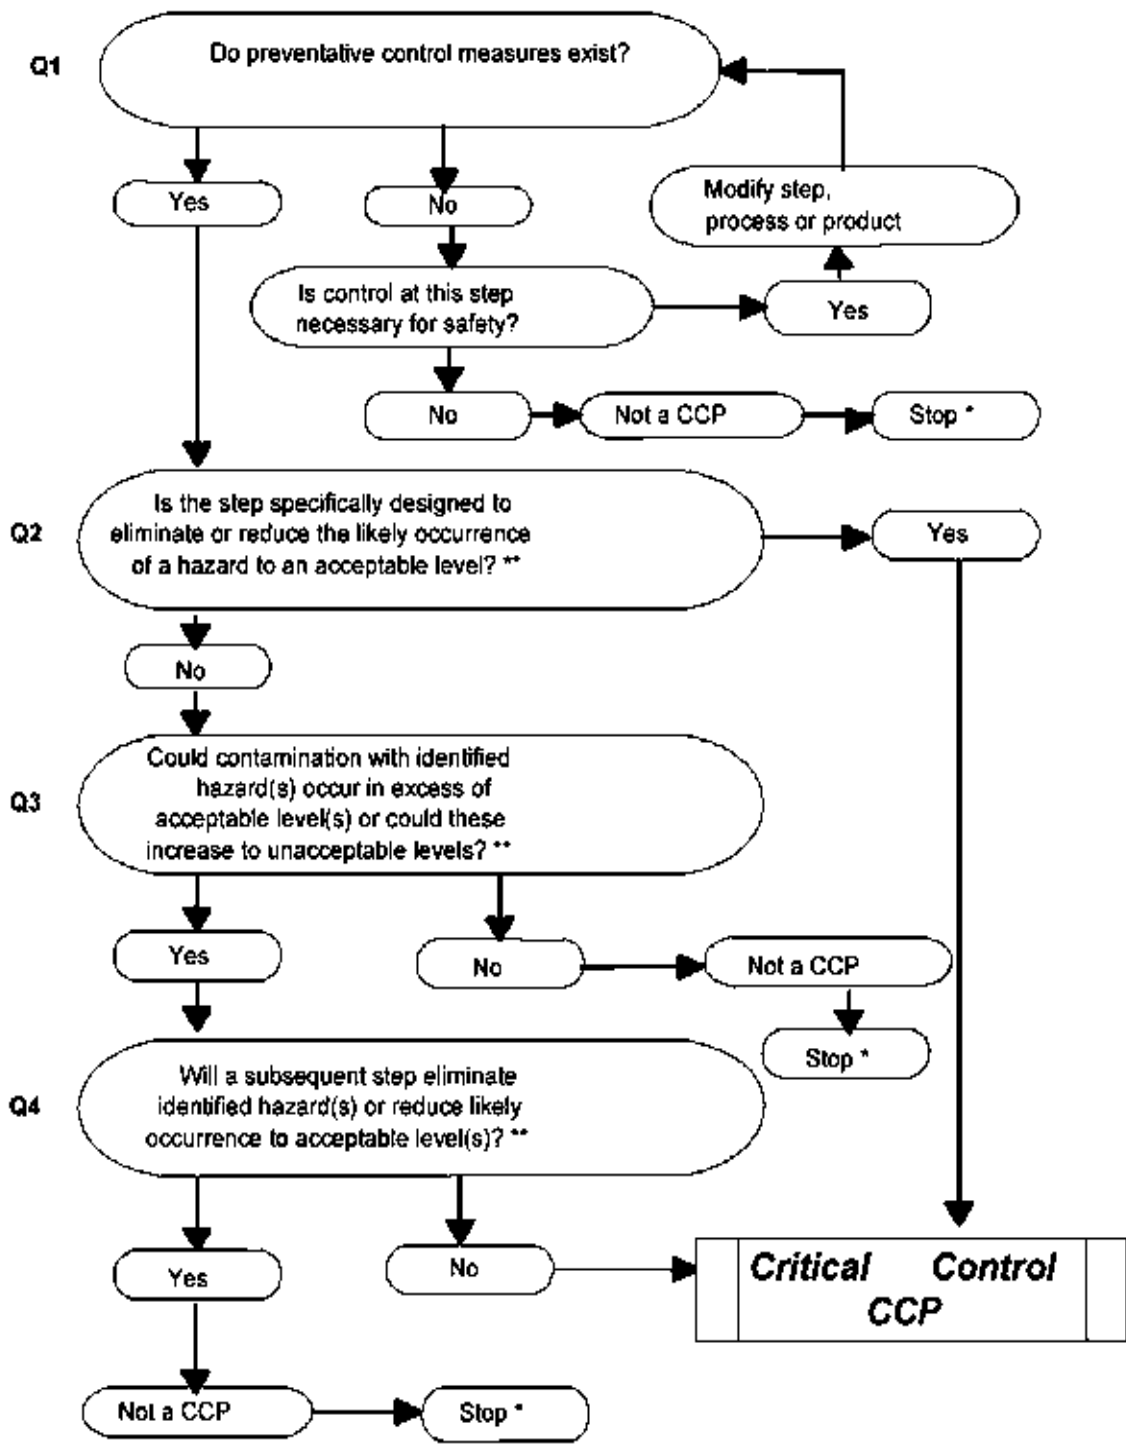 Q1
Do preventative control measures exist?
Yes
No
Modify step,
process or product
Is control at this step
necessary for safety?
Yes
No
Not a CCP
Stop *
Q2
Is the step specifically designed to
eliminate or reduce the likely occurrence
of a hazard to an acceptable level? **
Yes
No
Q3
Could contamination with identified
hazard(s) occur in excess of
acceptable level(s) or could these
increase to unacceptable levels? **
Yes
No
Not a CCP
Stop *
Q4
Will a subsequent step eliminate
identified hazard(s) or reduce likely
occurrence to acceptable level(s)? **
Yes
No
Critical Control
CCP
Not a CCP
Stop *